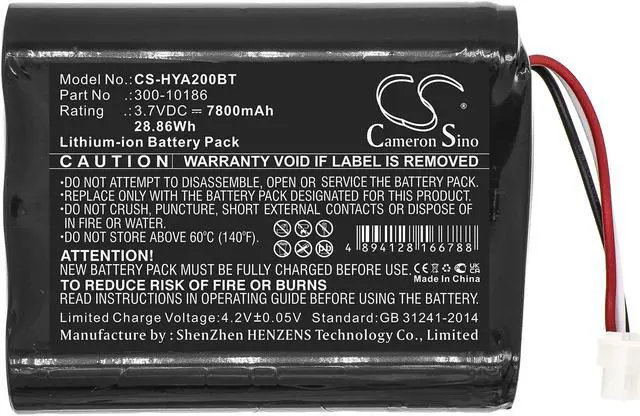 Model No.:CS-HYA200BT
Part No :300-10186
Rating :3.7VDC ⎓ 7800mAh
28.86Wh
Lithium-ion Battery Pack
CS
Cameron Sino
CAUTION WARRANTY VOID IF LABEL IS REMOVED
•DO NOT ATTEMPT TO DISASSEMBLE, OPEN OR SERVICE THE BATTERY PACK.
•REPLACE ONLY WITH THE BATTERY PACK DESIGNATED FOR THIS PRODUCT.
•DO NOT CRUSH, PUNCTURE, SHORT EXTERNAL CONTACTS OR DISPOSE OF
IN FIRE OR WATER.
•DO NOT STORE ABOVE 60°C (140°F).
4 894128 166788
ATTENTION!
NEW BATTERY PACK MUST BE CHARGED BEFORE USE.
CE
Made In China
TO REDUCE RISK OF FIRE OR BURNS
READ INSTRUCTIONS IN OPERATING MANUAL BEFORE USING BATTERY PACK.
Limited Charge Voltage:4.2V±0.05V Standard:GB 31241-2014
Manufacturer: ShenZhen HENZENS Technology Co., Limited